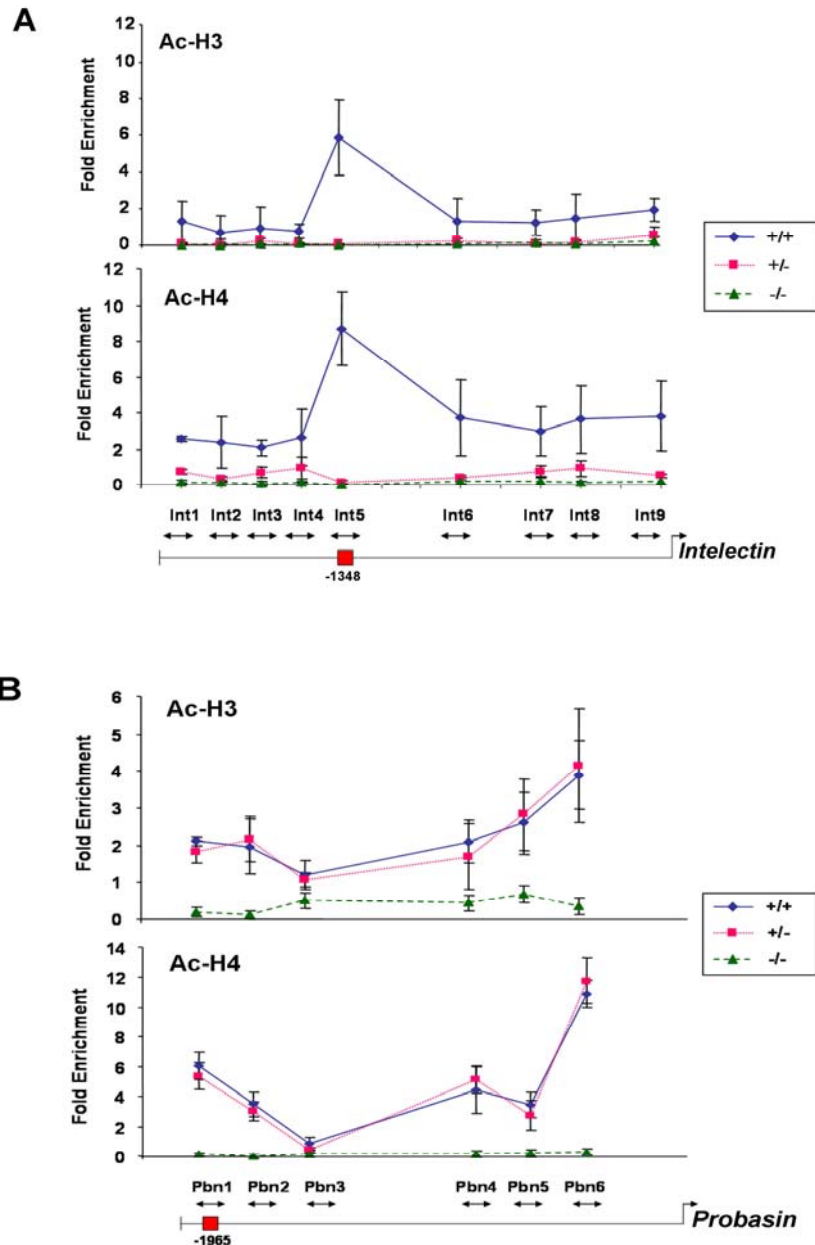 A
Ac-H3
Fold Enrichment
12
10
8
6
4
2
0
Ac-H4
Fold Enrichment
12
10
8
6
4
2
0
+/+
+/-
-/-
Int1 Int2 Int3 Int4 Int5 Int6 Int7 Int8 Int9
Intelectin
-1348
B
Ac-H3
Fold Enrichment
6
5
4
3
2
1
0
Ac-H4
Fold Enrichment
14
12
10
8
6
4
2
0
+/+
+/-
-/-
Pbn1 Pbn2 Pbn3 Pbn4 Pbn5 Pbn6
Probasin
-1965